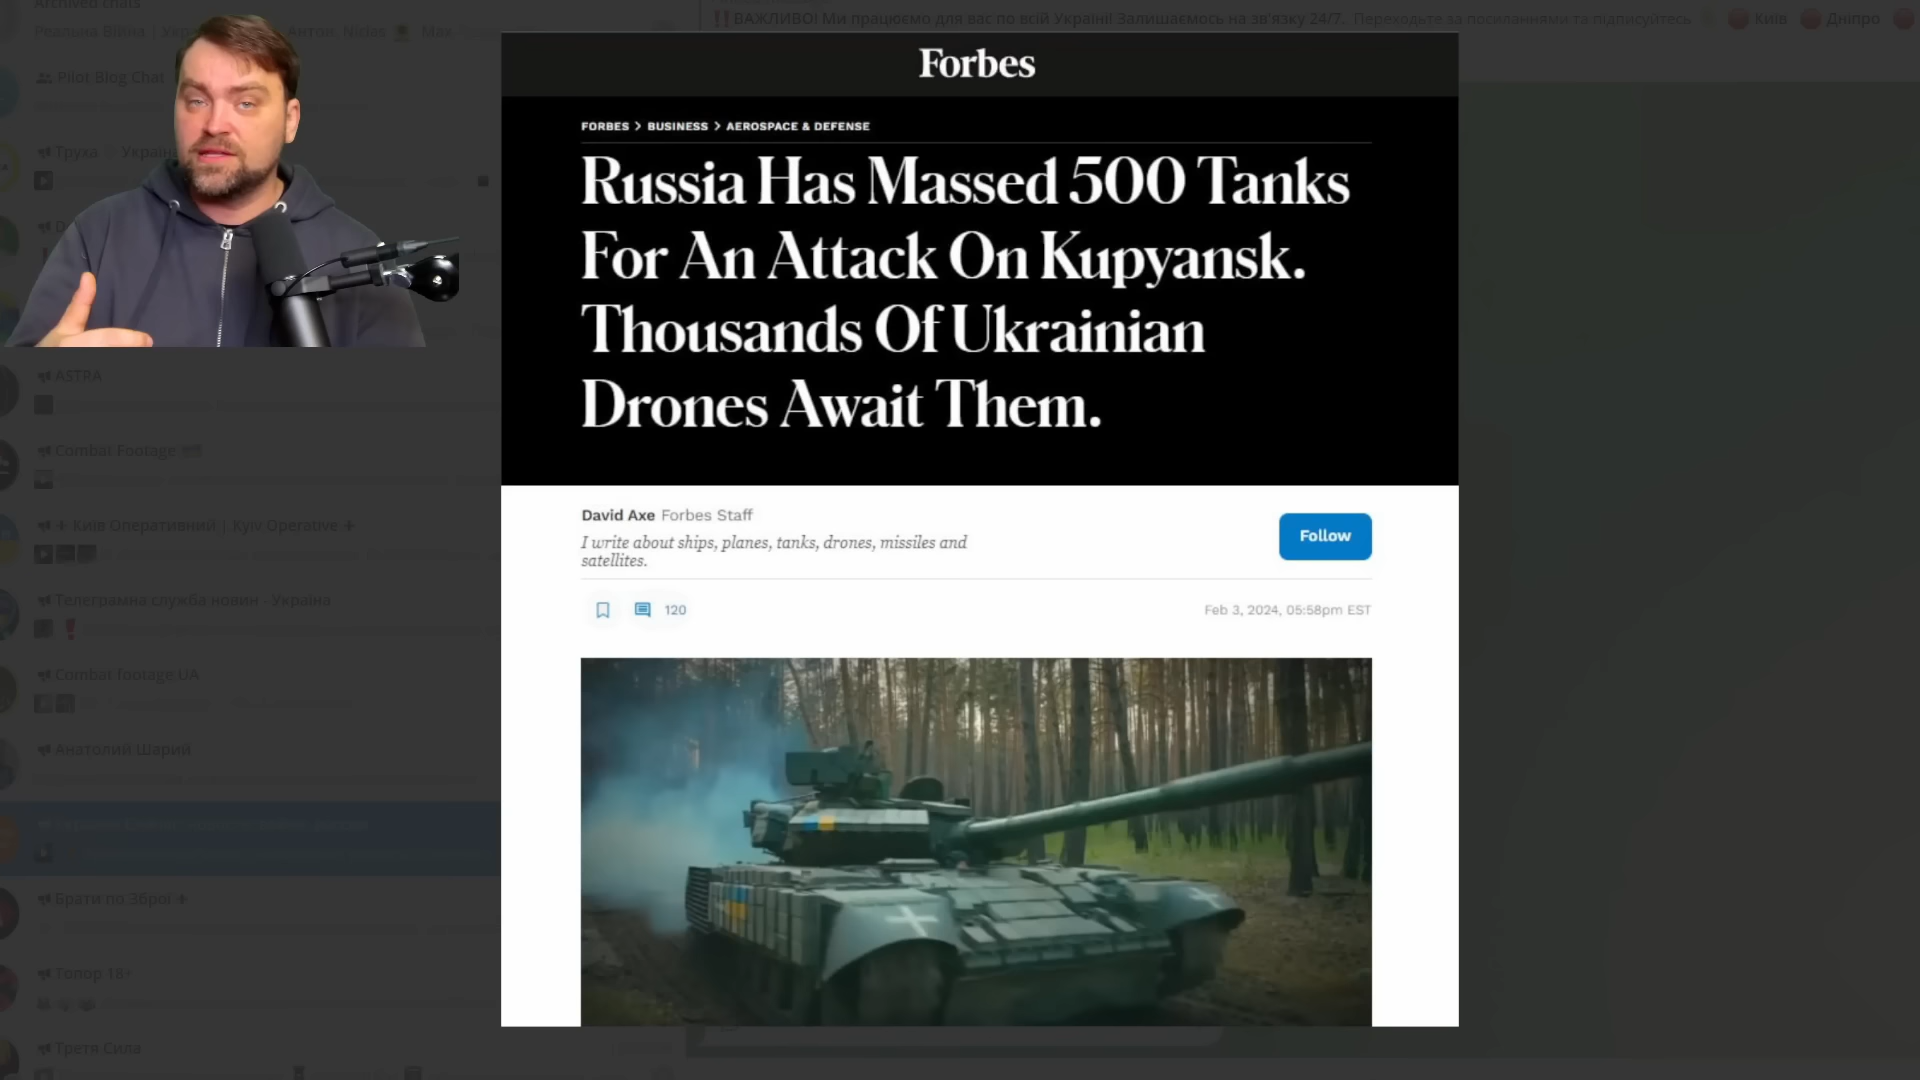 Archived chats
‼️ВАЖЛИВО! Ми працюємо для вас по всій Україні! Залишаємось на зв'язку 24/7. Переходьте за посиланнями та підписуйтесь
Київ
Дніпро
Pilot Blog Chat
Труха
ASTRA
Combat Footage
+ Київ Оперативний | Kyiv Operative +
Телеграмна служба новин - Україна
Combat footage UA
Анатолий Шарий
Брати по Зброї +
Топор 18+
Третя Сила
Forbes
FORBES > BUSINESS > AEROSPACE & DEFENSE
Russia Has Massed 500 Tanks
For An Attack On Kupyansk.
Thousands Of Ukrainian
Drones Await Them.
David Axe Forbes Staff
I write about ships, planes, tanks, drones, missiles and
satellites.
Follow
120
Feb 3, 2024, 05:58pm EST